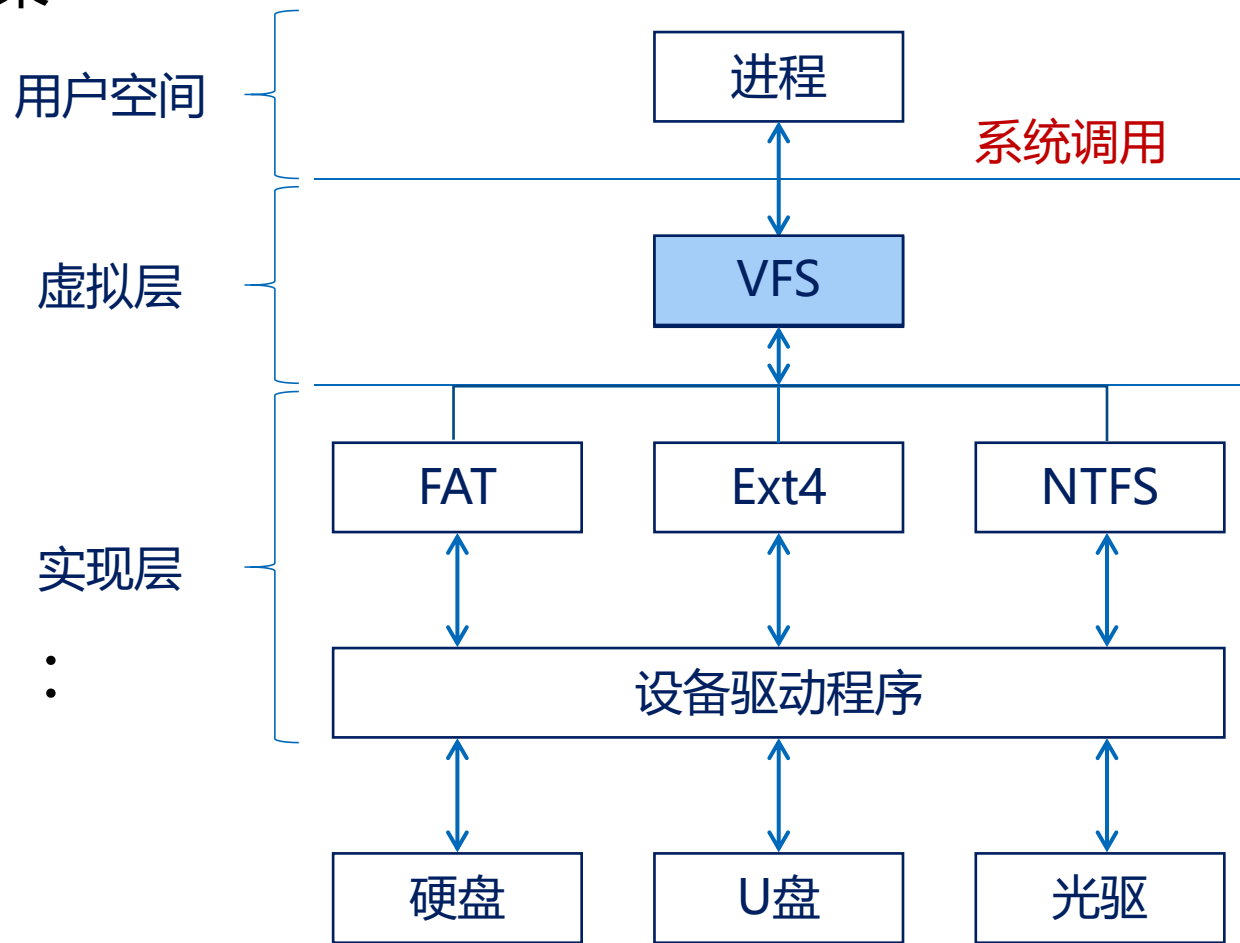 用户空间
进程
系统调用
虚拟层
VFS
FAT
Ext4
NTFS
实现层
：
设备驱动程序
硬盘
U盘
光驱